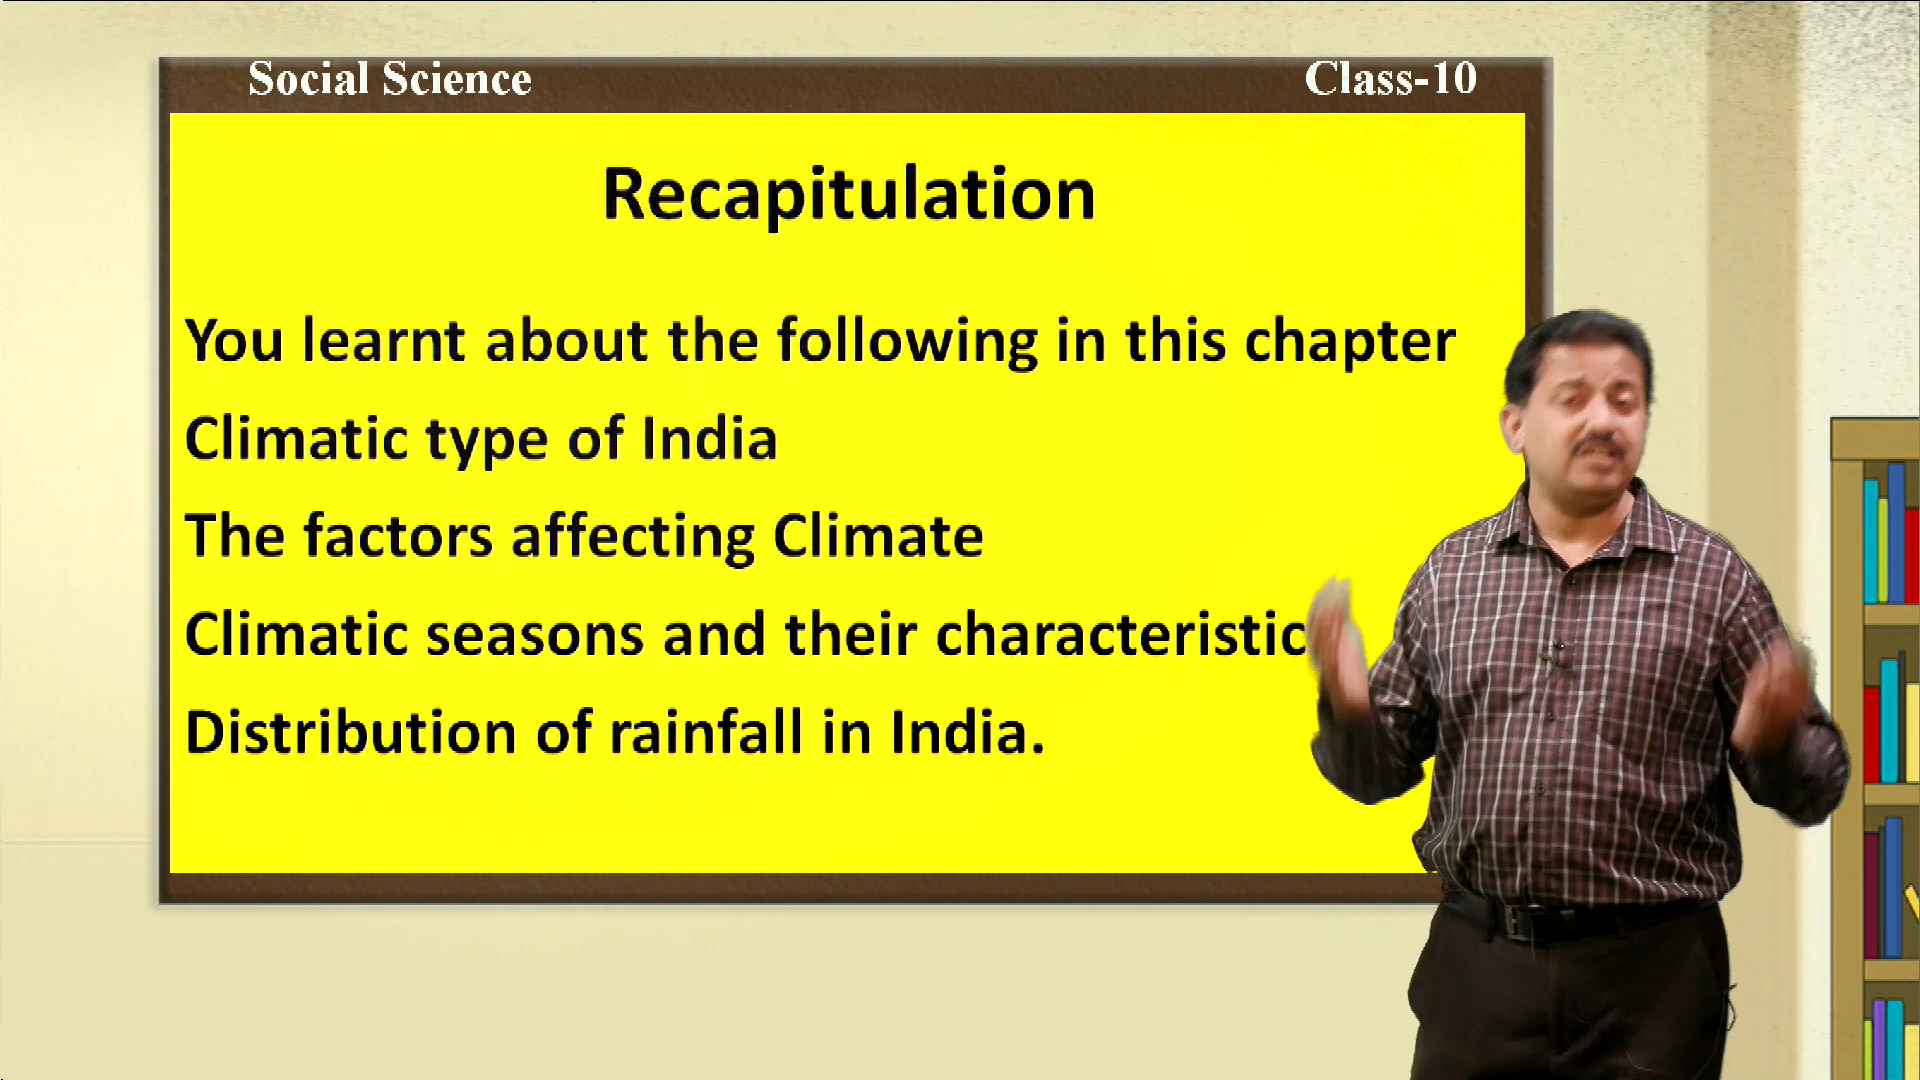 Social Science Class-10
Recapitulation
You learnt about the following in this chapter
Climatic type of India
The factors affecting Climate
Climatic seasons and their characteristic
Distribution of rainfall in India.